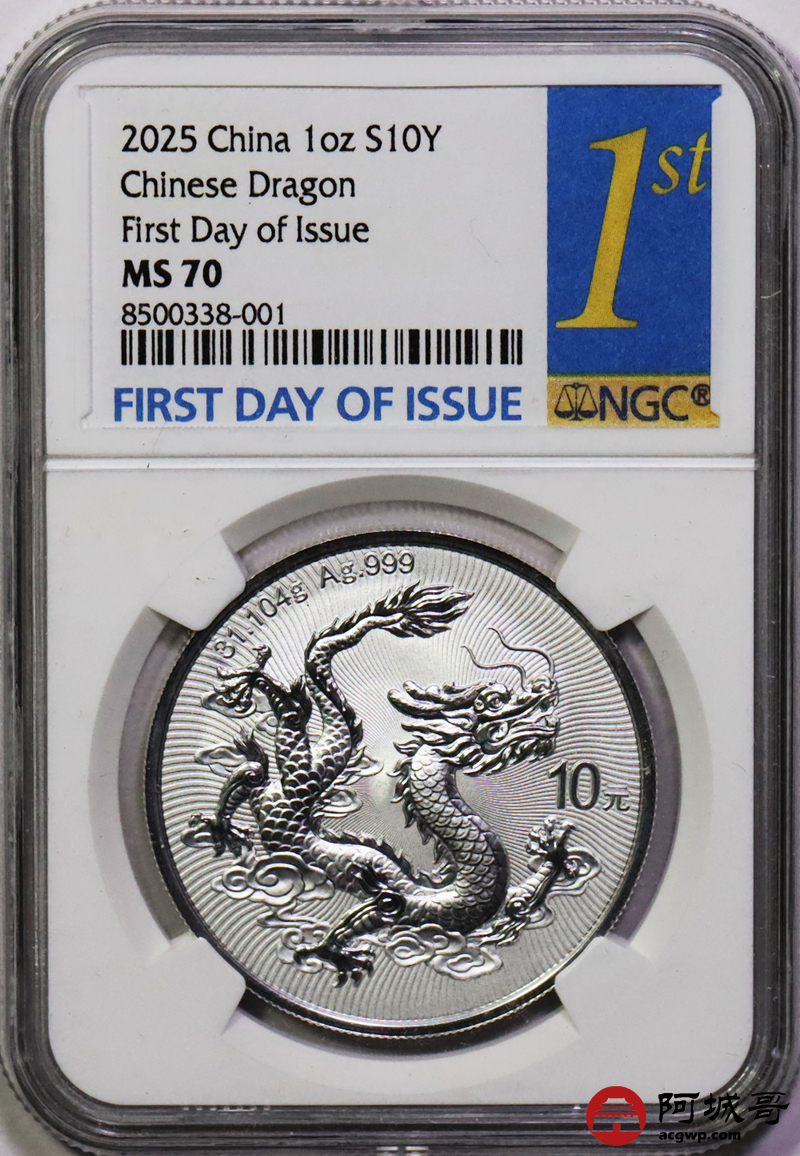 2025 China 1oz S10Y
Chinese Dragon
First Day of Issue
MS 70
8500338-001
FIRST DAY OF ISSUE
1st
NGC®
31.104g Ag.999
10元
阿城哥
acgwp.com